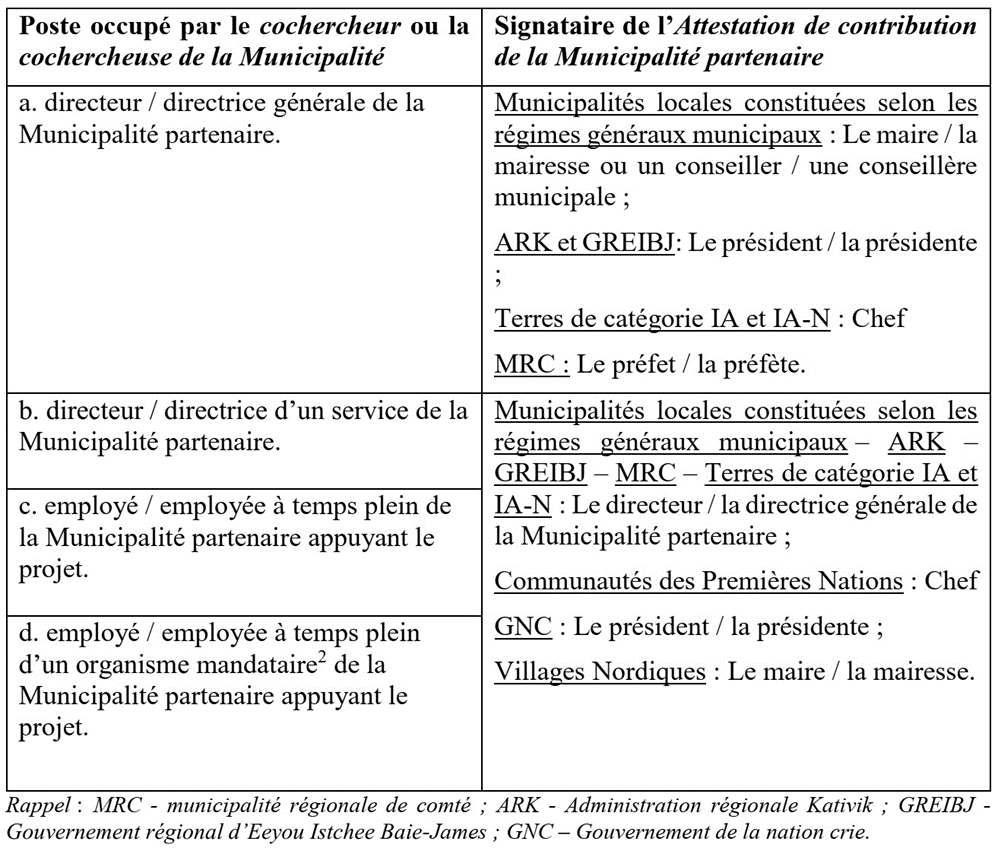 Poste occupé par le cochercheur ou la
cochercheuse de la Municipalité
Signataire de l’Attestation de contribution
de la Municipalité partenaire
a. directeur / directrice générale de la
Municipalité partenaire.
Municipalités locales constituées selon les
régimes généraux municipaux : Le maire / la
mairesse ou un conseiller / une conseillère
municipale ;
ARK et GREIBJ: Le président / la présidente
;
Terres de catégorie IA et IA-N : Chef
MRC : Le préfet / la préfète.
b. directeur / directrice d’un service de la
Municipalité partenaire.
c. employé / employée à temps plein de
la Municipalité partenaire appuyant le
projet.
d. employé / employée à temps plein
d’un organisme mandataire2 de la
Municipalité partenaire appuyant le
projet.
Municipalités locales constituées selon les
régimes généraux municipaux – ARK –
GREIBJ – MRC – Terres de catégorie IA et
IA-N : Le directeur / la directrice générale de
la Municipalité partenaire ;
Communautés des Premières Nations : Chef
GNC : Le président / la présidente ;
Villages Nordiques : Le maire / la mairesse.
Rappel : MRC - municipalité régionale de comté ; ARK - Administration régionale Kativik ; GREIBJ -
Gouvernement régional d’Eeyou Istchee Baie-James ; GNC – Gouvernement de la nation crie.